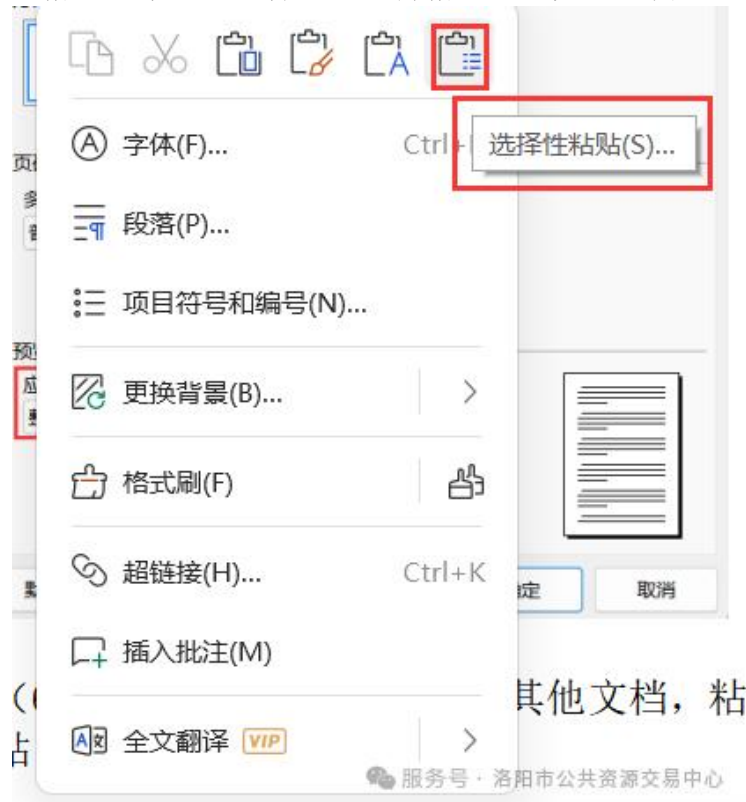 字体(F)...
Ctrl+
选择性粘贴(S)...
段落(P)...
项目符号和编号(N)...
更换背景(B)...
格式刷(F)
超链接(H)... Ctrl+K
取消
插入批注(M)
其他文档，粘
全文翻译 VIP
服务号 · 洛阳市公共资源交易中心